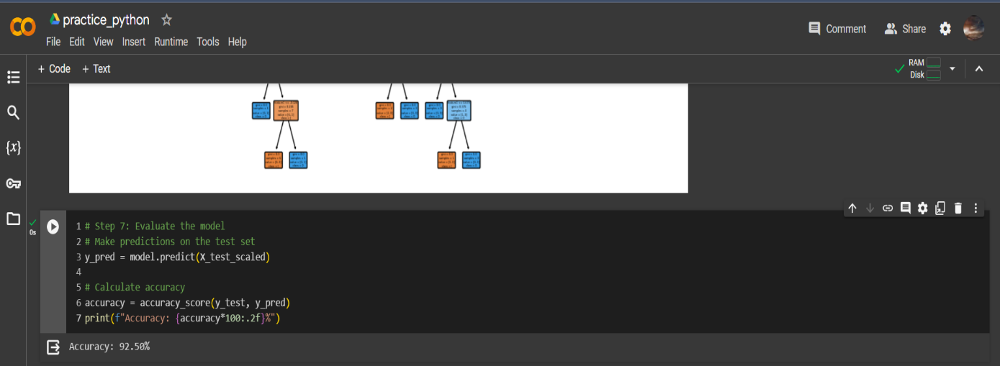 practice_python
File Edit View Insert Runtime Tools Help
Comment Share
+ Code + Text
RAM
Disk
{x}
0s
1 # Step 7: Evaluate the model
2 # Make predictions on the test set
3 y_pred = model.predict(X_test_scaled)
4
5 # Calculate accuracy
6 accuracy = accuracy_score(y_test, y_pred)
7 print(f"Accuracy: {accuracy*100:.2f}%")
Accuracy: 92.50%